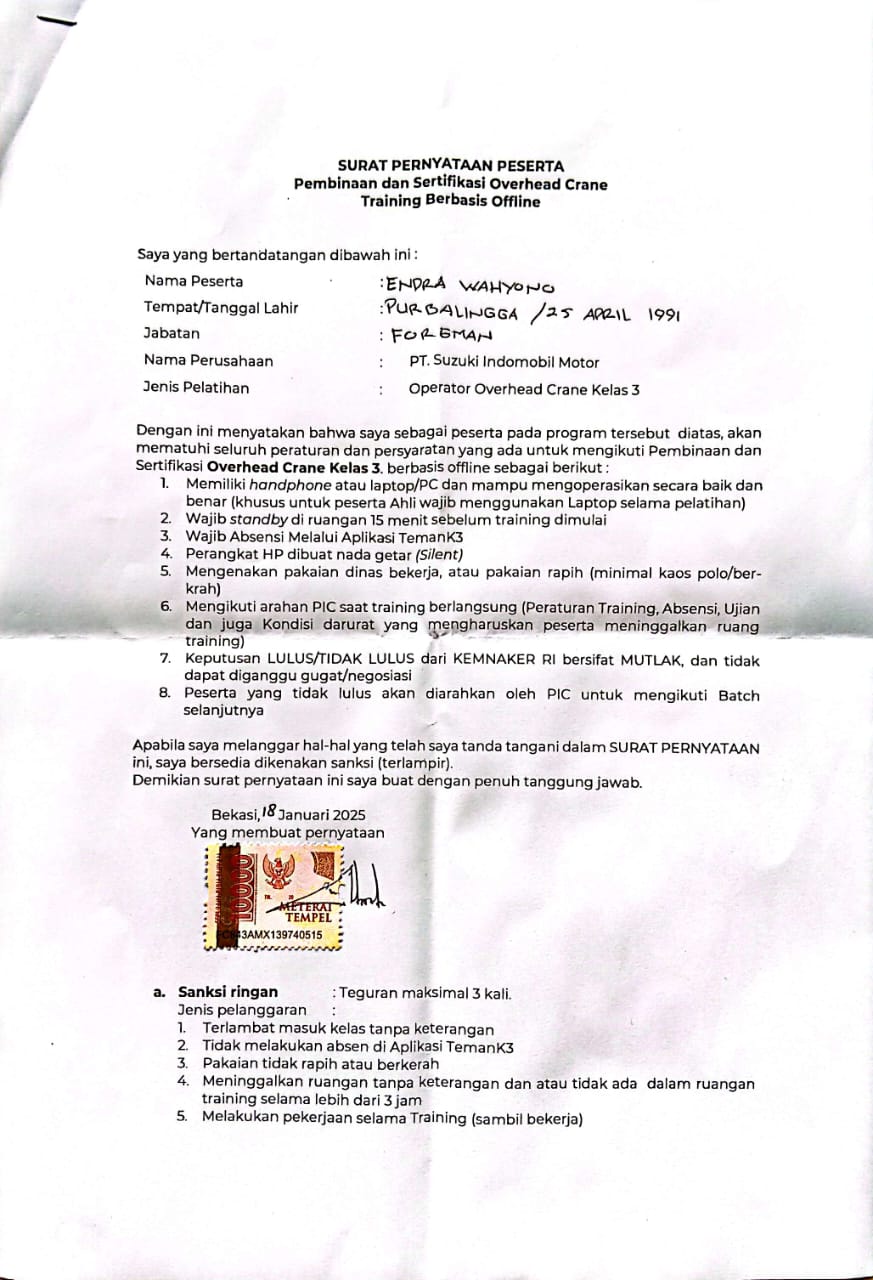 SURAT PERNYATAAN PESERTA
Pembinaan dan Sertifikasi Overhead Crane
Training Berbasis Offline
Saya yang bertandatangan dibawah ini :
Nama Peserta : ENDRA WAHYONO
Tempat/Tanggal Lahir : PURBALINGGA / 25 APRIL 1991
Jabatan : FOREMAN
Nama Perusahaan : PT. Suzuki Indomobil Motor
Jenis Pelatihan : Operator Overhead Crane Kelas 3
Dengan ini menyatakan bahwa saya sebagai peserta pada program tersebut diatas, akan
mematuhi seluruh peraturan dan persyaratan yang ada untuk mengikuti Pembinaan dan
Sertifikasi Overhead Crane Kelas 3. berbasis offline sebagai berikut :
1. Memiliki handphone atau laptop/PC dan mampu mengoperasikan secara baik dan
benar (khusus untuk peserta Ahli wajib menggunakan Laptop selama pelatihan)
2. Wajib standby di ruangan 15 menit sebelum training dimulai
3. Wajib Absensi Melalui Aplikasi TemanK3
4. Perangkat HP dibuat nada getar (Silent)
5. Mengenakan pakaian dinas bekerja, atau pakaian rapih (minimal kaos polo/ber-
krah)
6. Mengikuti arahan PIC saat training berlangsung (Peraturan Training, Absensi, Ujian
dan juga Kondisi darurat yang mengharuskan peserta meninggalkan ruang
training)
7. Keputusan LULUS/TIDAK LULUS dari KEMNAKER RI bersifat MUTLAK, dan tidak
dapat diganggu gugat/negosiasi
8. Peserta yang tidak lulus akan diarahkan oleh PIC untuk mengikuti Batch
selanjutnya
Apabila saya melanggar hal-hal yang telah saya tanda tangani dalam SURAT PERNYATAAN
ini, saya bersedia dikenakan sanksi (terlampir).
Demikian surat pernyataan ini saya buat dengan penuh tanggung jawab.
Bekasi, 18 Januari 2025
Yang membuat pernyataan
10000
METERAI
TEMPEL
43AMX139740515
a. Sanksi ringan : Teguran maksimal 3 kali.
Jenis pelanggaran :
1. Terlambat masuk kelas tanpa keterangan
2. Tidak melakukan absen di Aplikasi TemanK3
3. Pakaian tidak rapih atau berkerah
4. Meninggalkan ruangan tanpa keterangan dan atau tidak ada dalam ruangan
training selama lebih dari 3 jam
5. Melakukan pekerjaan selama Training (sambil bekerja)